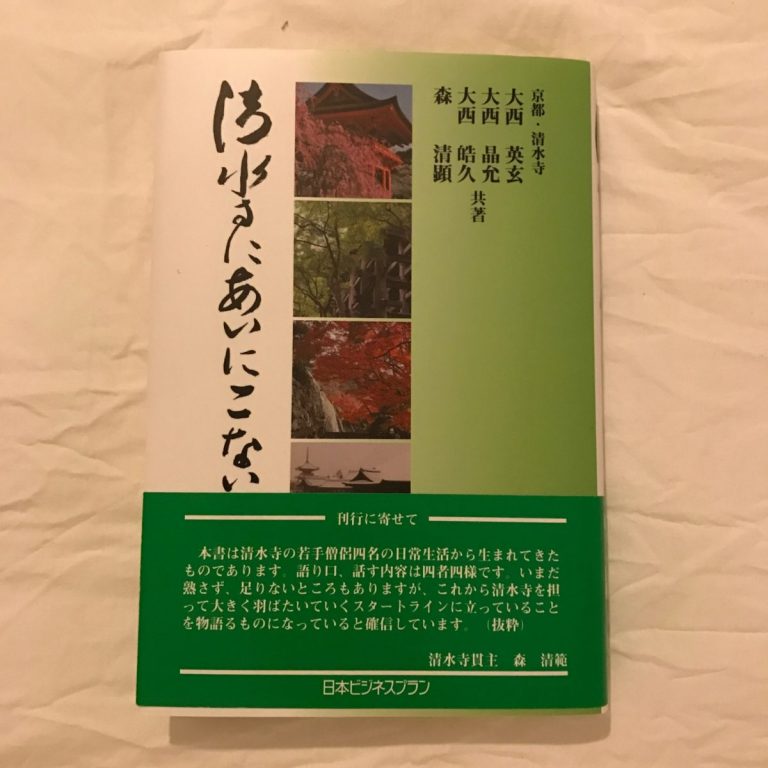 京都・清水寺
大西 英玄
大西 晶允
大西 皓久
森 清顕
共著
清水寺にあいにこない
刊行に寄せて
本書は清水寺の若手僧侶四名の日常生活から生まれてきた
ものであります。語り口、話す内容は四者四様です。いまだ
熟さず、足りないところもありますが、これから清水寺を担
って大きく羽ばたいていくスタートラインに立っていること
を物語るものになっていると確信しています。（抜粋）
清水寺貫主 森 清範
日本ビジネスプラン